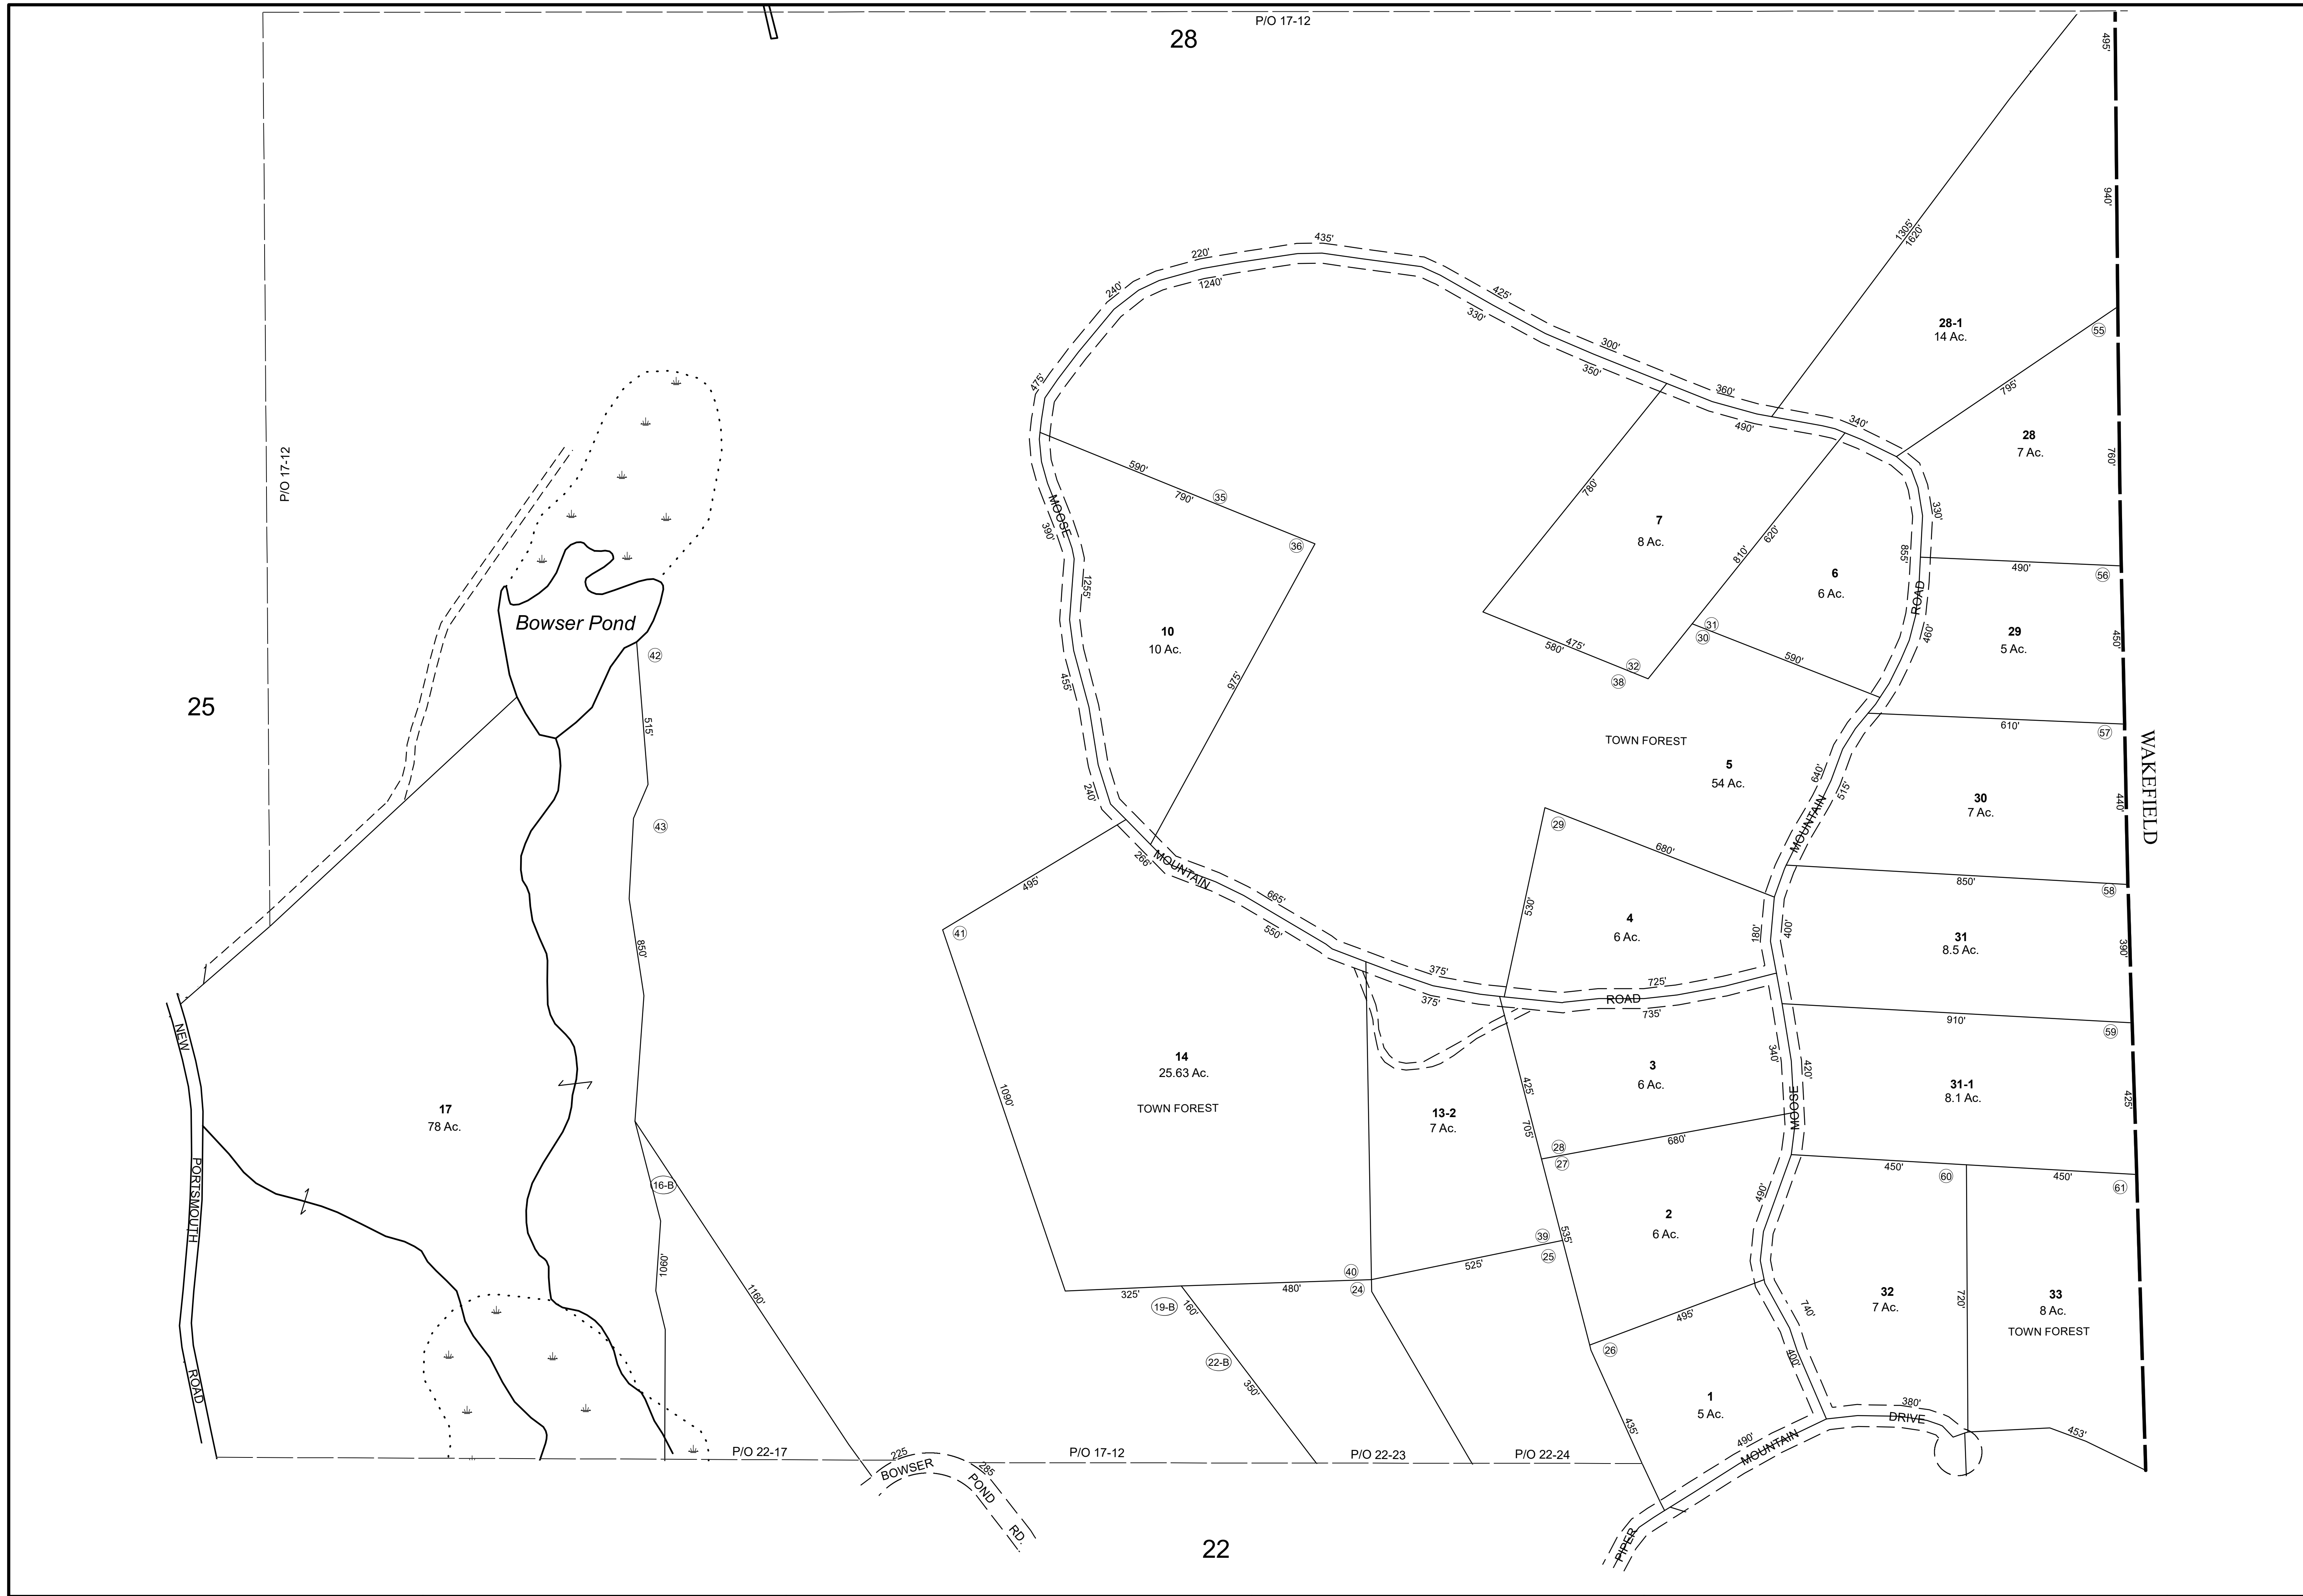 P/O 17-12
28
495'
940'
1305'
1620'
435'
220'
240'
1240'
425'
330'
300'
350'
28-1
14 Ac.
55
360'
340'
795'
475'
490'
28
7 Ac.
760'
P/O 17-12
590'
790'
35
780'
MOOSE
390'
36
7
8 Ac.
620'
810'
330'
855'
490'
56
6
6 Ac.
1255'
ROAD
Bowser Pond
10
10 Ac.
31
30
460'
29
5 Ac.
450'
42
475'
580'
32
38
590'
455'
975'
25
515'
610'
57
TOWN FOREST
5
54 Ac.
640'
515'
WAKEFIELD
240'
30
7 Ac.
440'
43
29
MOUNTAIN
680'
266'
MOUNTAIN
495'
850'
58
665'
550'
530'
4
6 Ac.
180'
400'
41
850'
31
8.5 Ac.
390'
375'
375'
725'
ROAD
735'
NEW
910'
59
14
25.63 Ac.
TOWN FOREST
1090'
340'
420'
3
6 Ac.
425'
31-1
8.1 Ac.
425'
17
78 Ac.
13-2
7 Ac.
MOOSE
705'
680'
28
27
450'
60
450'
61
PORTSMOUTH
16-B
490'
2
6 Ac.
39
25
535'
1060'
1160'
525'
40
24
325'
480'
19-B
160'
32
7 Ac.
720'
33
8 Ac.
TOWN FOREST
740'
495'
26
22-B
350'
400'
ROAD
1
5 Ac.
380'
DRIVE
435'
490'
MOUNTAIN
453'
P/O 22-17
225
BOWSER
285
POND
RD.
P/O 17-12
P/O 22-23
P/O 22-24
PIPER
22